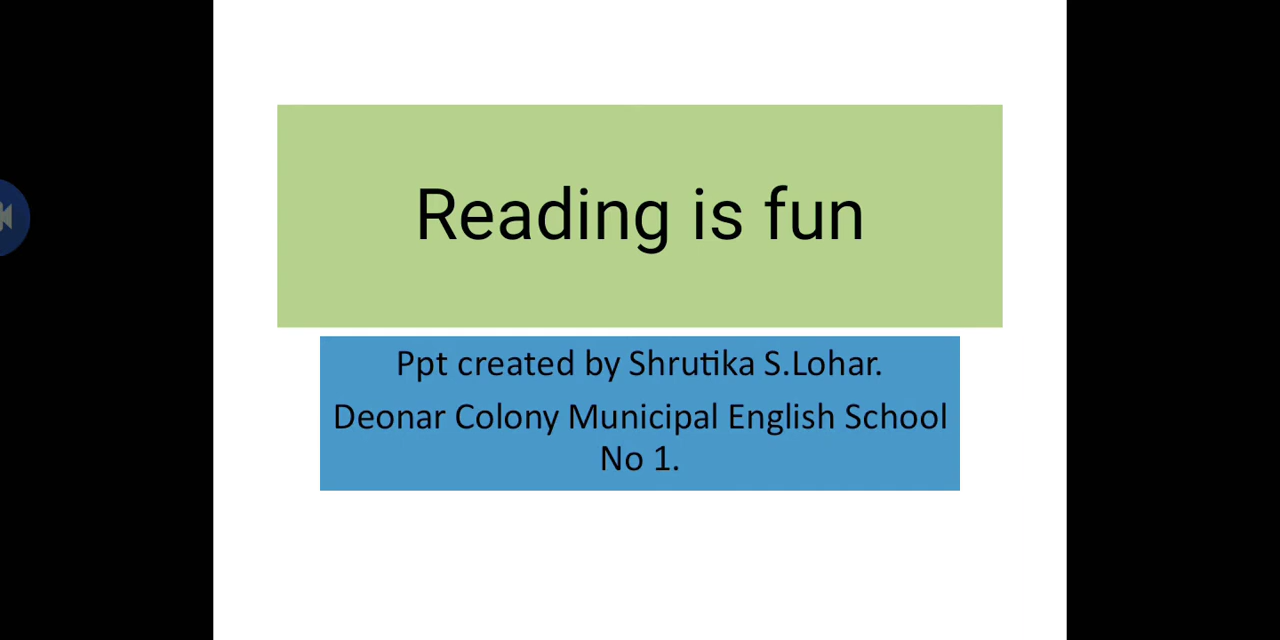 Reading is fun
Ppt created by Shrutika S.Lohar.
Deonar Colony Municipal English School
No 1.